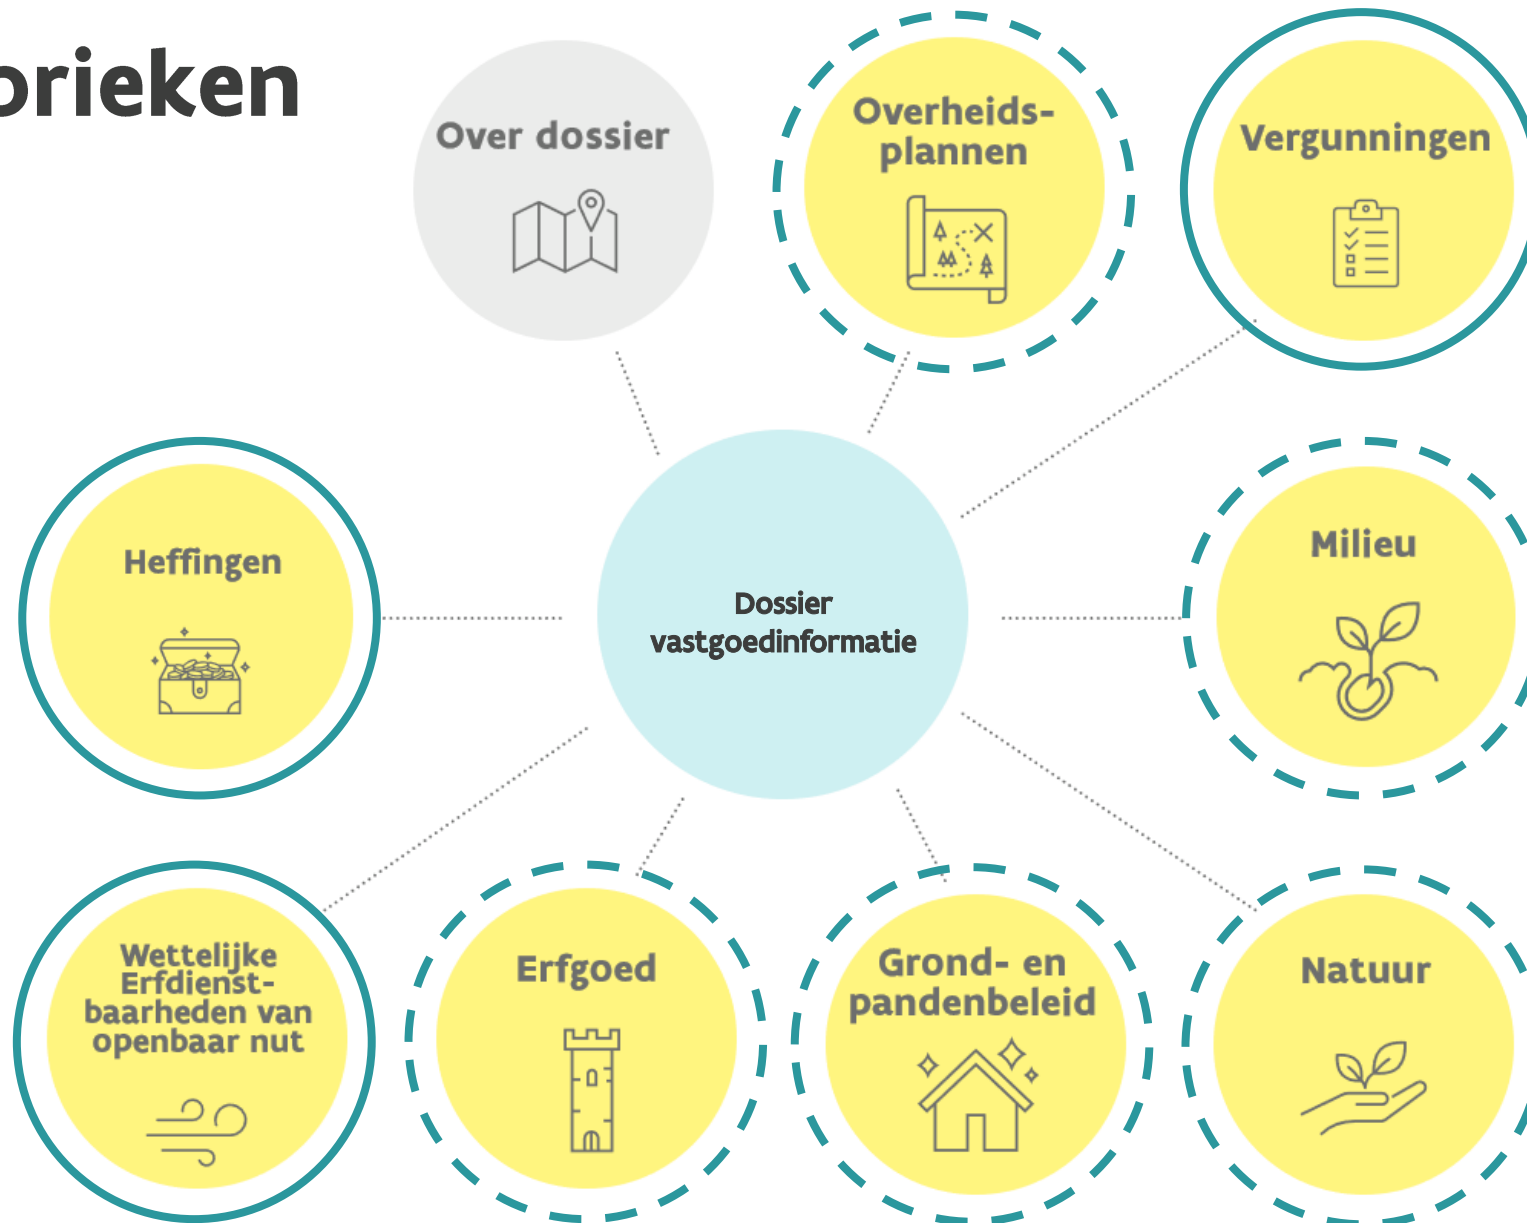 orieken
Over dossier
Overheids-
plannen
Vergunningen
Heffingen
Dossier
vastgoedinformatie
Milieu
Wettelijke
Erfdienst-
baarheden van
openbaar nut
Erfgoed
Grond- en
pandenbeleid
Natuur